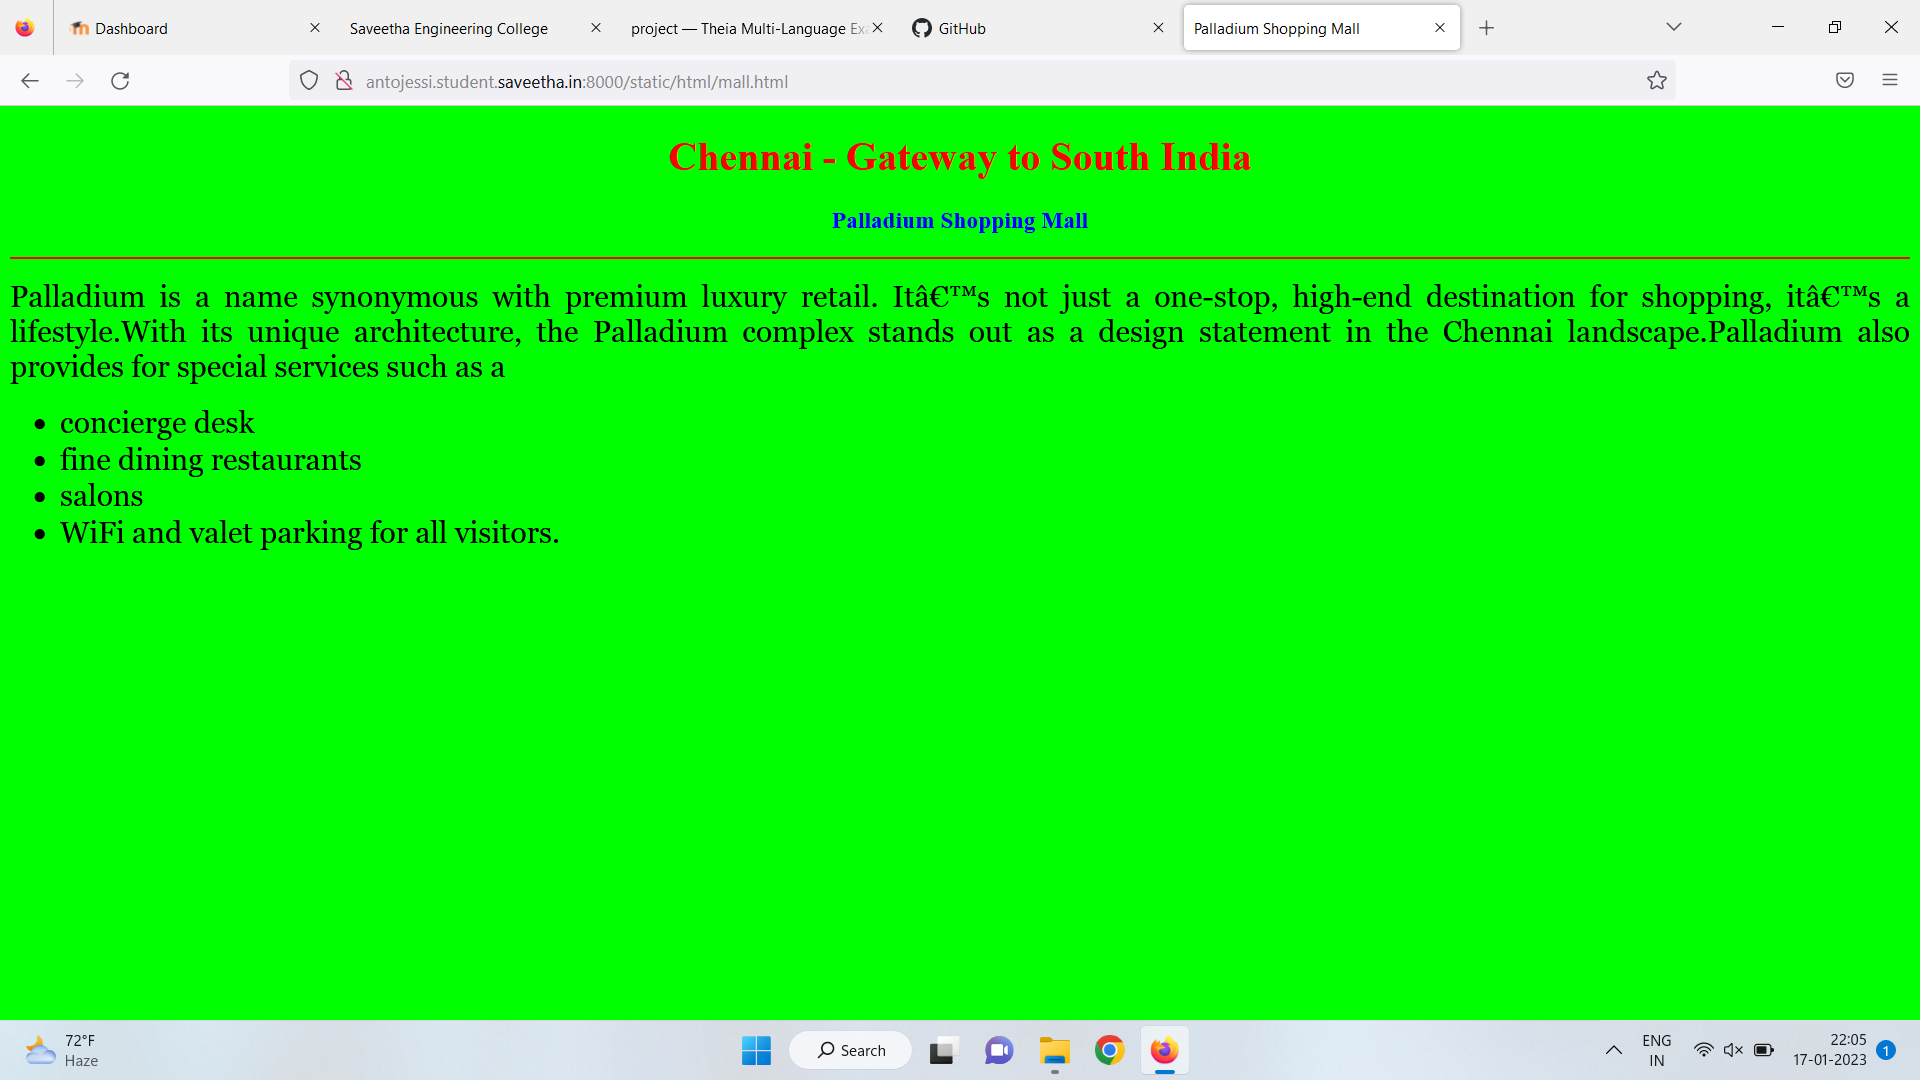 Dashboard
Saveetha Engineering College
project — Theia Multi-Language Ex
GitHub
Palladium Shopping Mall
antojessi.student.saveetha.in:8000/static/html/mall.html
Chennai - Gateway to South India
Palladium Shopping Mall
Palladium is a name synonymous with premium luxury retail. Itâ€™s not just a one-stop, high-end destination for shopping, itâ€™s a
lifestyle.With its unique architecture, the Palladium complex stands out as a design statement in the Chennai landscape.Palladium also
provides for special services such as a
• concierge desk
• fine dining restaurants
• salons
• WiFi and valet parking for all visitors.
72°F
Haze
Search
ENG
IN
22:05
17-01-2023
1